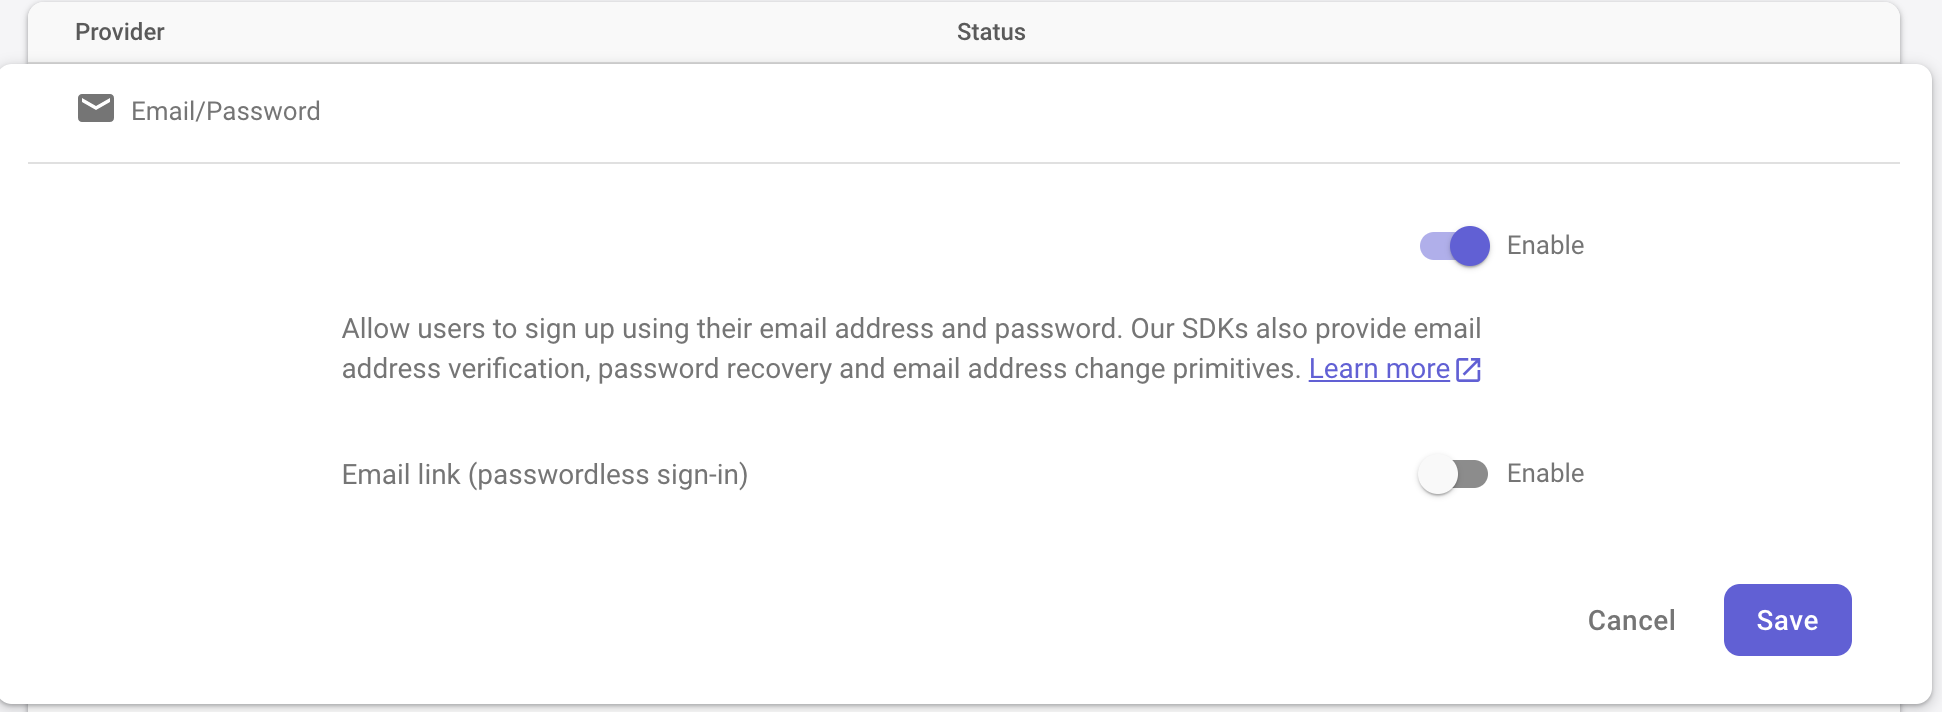 Provider Status
Email/Password
Enable
Allow users to sign up using their email address and password. Our SDKs also provide email
address verification, password recovery and email address change primitives. Learn more
Email link (passwordless sign-in) Enable
Cancel Save